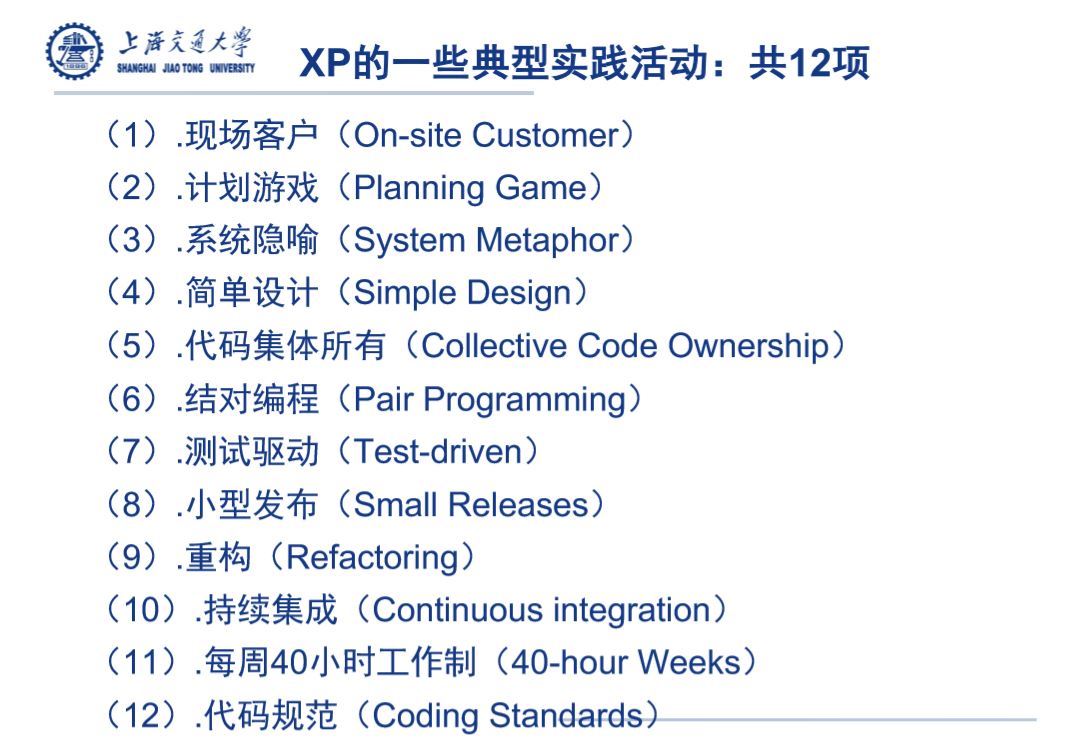 上海交通大学
SHANGHAI JIAO TONG UNIVERSITY
XP的一些典型实践活动：共12项
（1）.现场客户（On-site Customer）
（2）.计划游戏（Planning Game）
（3）.系统隐喻（System Metaphor）
（4）.简单设计（Simple Design）
（5）.代码集体所有（Collective Code Ownership）
（6）.结对编程（Pair Programming）
（7）.测试驱动（Test-driven）
（8）.小型发布（Small Releases）
（9）.重构（Refactoring）
（10）.持续集成（Continuous integration）
（11）.每周40小时工作制（40-hour Weeks）
（12）.代码规范（Coding Standards）